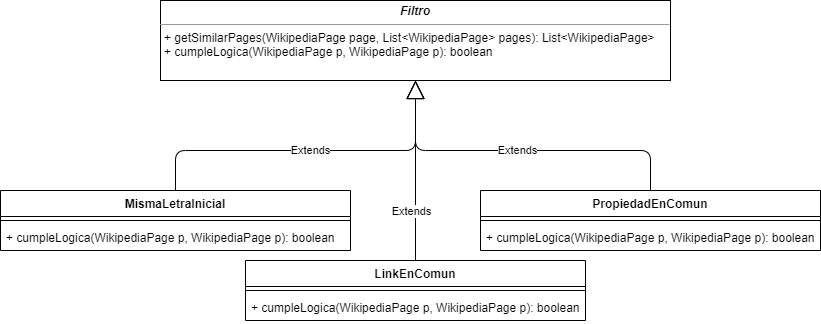 Filtro
+ getSimilarPages(WikipediaPage page, List<WikipediaPage> pages): List<WikipediaPage>
+ cumpleLogica(WikipediaPage p, WikipediaPage p): boolean
Extends
Extends
MismaLetraInicial
+ cumpleLogica(WikipediaPage p, WikipediaPage p): boolean
Extends
PropiedadEnComun
+ cumpleLogica(WikipediaPage p, WikipediaPage p): boolean
LinkEnComun
+ cumpleLogica(WikipediaPage p, WikipediaPage p): boolean